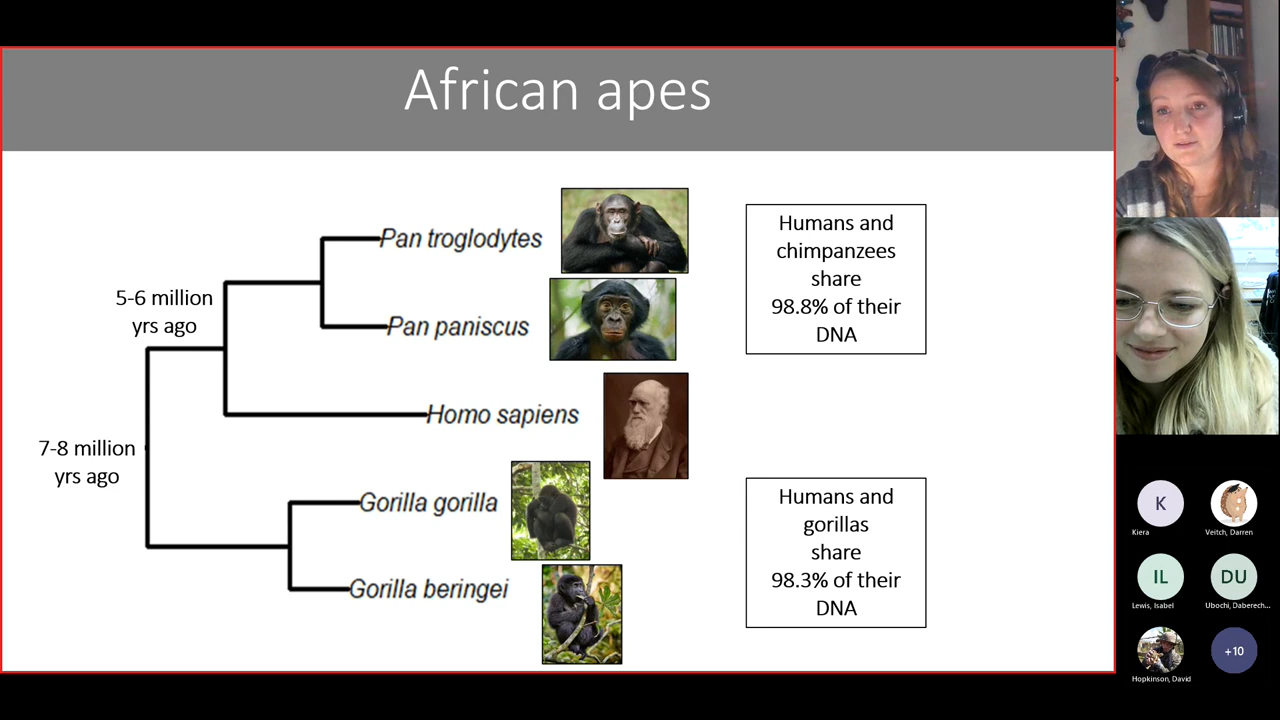 African apes
Pan troglodytes
Humans and
chimpanzees
share
98.8% of their
DNA
5-6 million
yrs ago
Pan paniscus
Homo sapiens
7-8 million
yrs ago
Gorilla gorilla
Humans and
gorillas
share
98.3% of their
DNA
Gorilla beringei
K
Kiera
Veitch, Darren
IL
Lewis, Isabel
DU
Ubochi, Daberech...
Hopkinson, David
+10